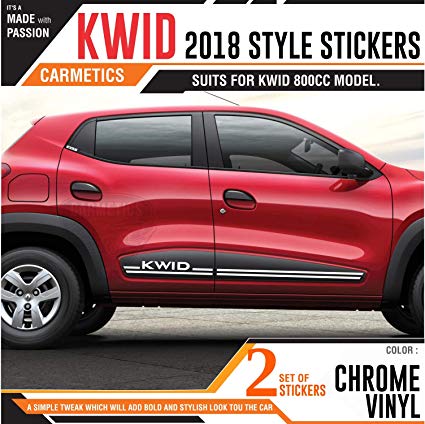 IT'S A
MADE with
PASSION
KWID 2018 STYLE STICKERS
CARMETICS
SUITS FOR KWID 800CC MODEL.
CARMETICS
KWID
COLOR :
2 SET OF
STICKERS
CHROME
VINYL
A SIMPLE TWEAK WHICH WILL ADD BOLD AND STYLISH LOOK TOU THE CAR